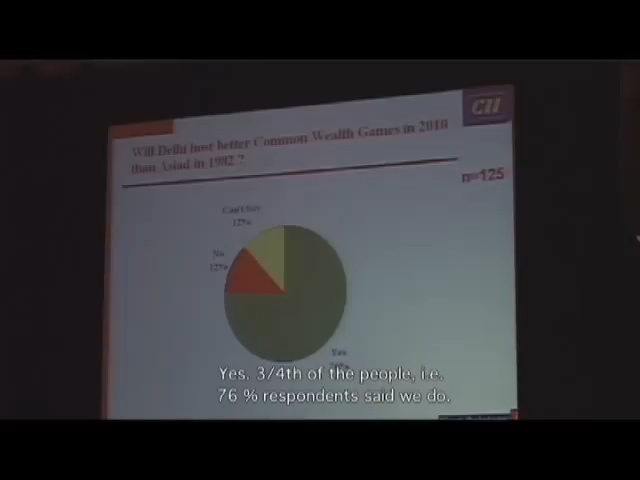 CII
Will Delhi host better Common Wealth Games in 2010
than Asiad in 1982 ?
n=125
Can't Say
12%
No
12%
Yes
Yes. 3/4th of the people, i.e.
76 % respondents said we do.